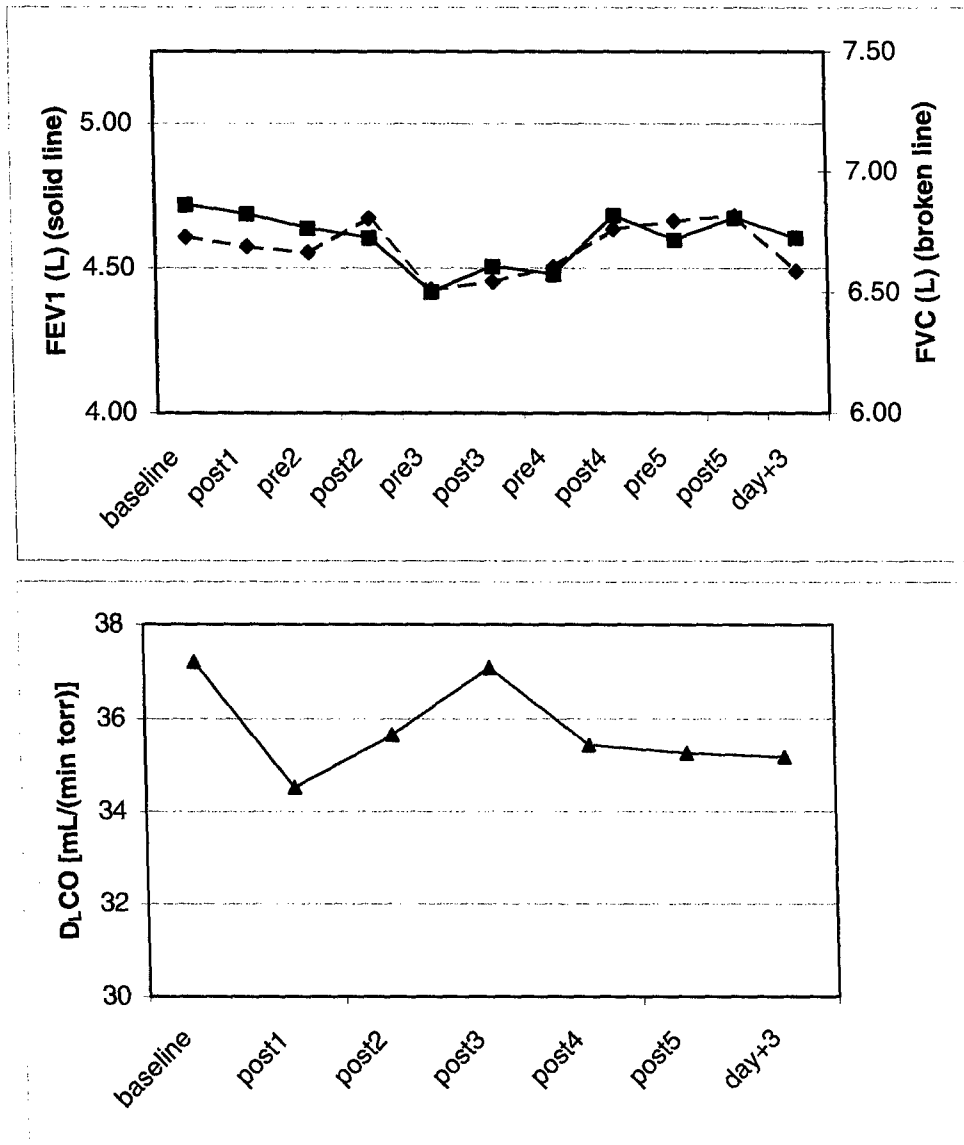 FEV1 (L) (solid line)
5.00
4.50
4.00
7.50
7.00
6.50
6.00
FVC (L) (broken line)
baseline
post1
pre2
post2
pre3
post3
pre4
post4
pre5
post5
day+3
DLCO [mL/(min torr)]
38
36
34
32
30
baseline
post1
post2
post3
post4
post5
day+3